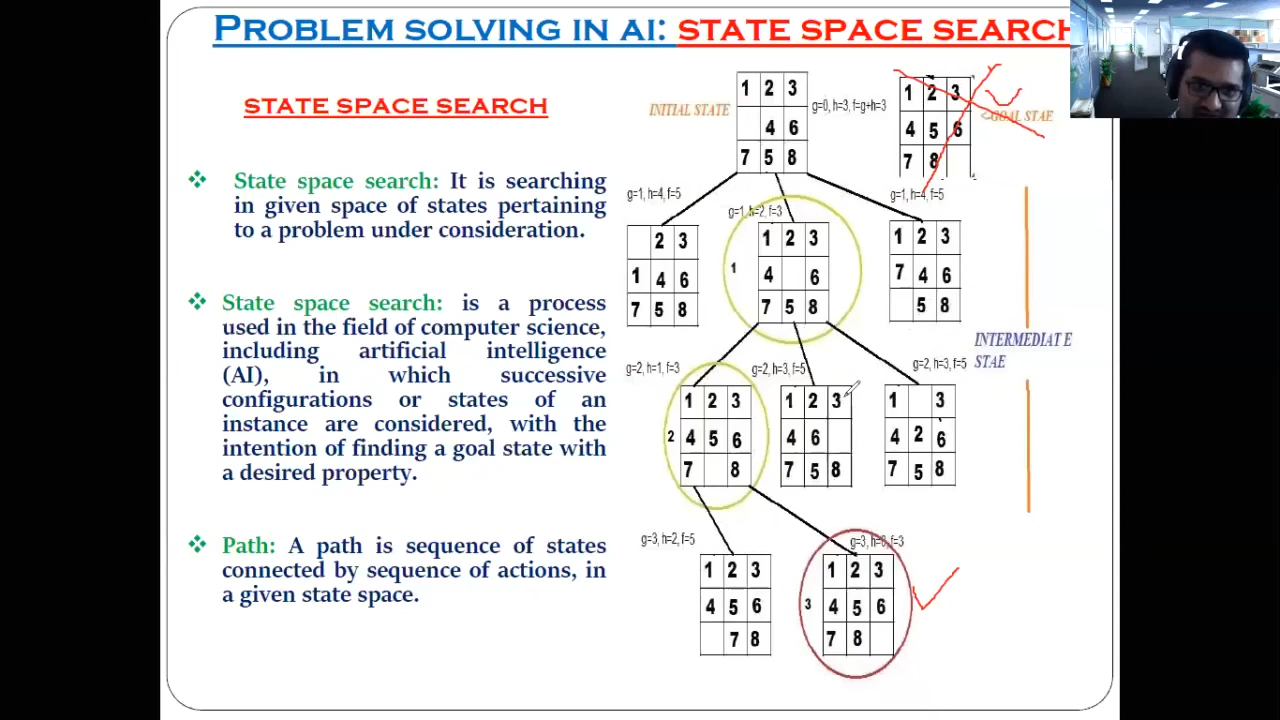 PROBLEM SOLVING IN AI: STATE SPACE SEARCH
STATE SPACE SEARCH
State space search: It is searching
in given space of states pertaining
to a problem under consideration.
State space search: is a process
used in the field of computer science,
including artificial intelligence
(AI), in which successive
configurations or states of an
instance are considered, with the
intention of finding a goal state with
a desired property.
Path: A path is sequence of states
connected by sequence of actions, in
a given state space.
INITIAL STATE
1 2 3
4 6
7 5 8
g=0, h=3, f=g+h=3
1 2 3
4 5 6
7 8
GOAL STAE
g=1, h=4, f=5
2 3
1 4 6
7 5 8
g=1, h=2, f=3
1
1 2 3
4 6
7 5 8
g=1, h=4, f=5
1 2 3
7 4 6
5 8
INTERMEDIATE
STAE
g=2, h=1, f=3
2
1 2 3
4 5 6
7 8
g=2, h=3, f=5
1 2 3
4 6
7 5 8
g=2, h=3, f=5
1 3
4 2 6
7 5 8
g=3, h=2, f=5
1 2 3
4 5 6
7 8
g=3, h=0, f=3
3
1 2 3
4 5 6
7 8